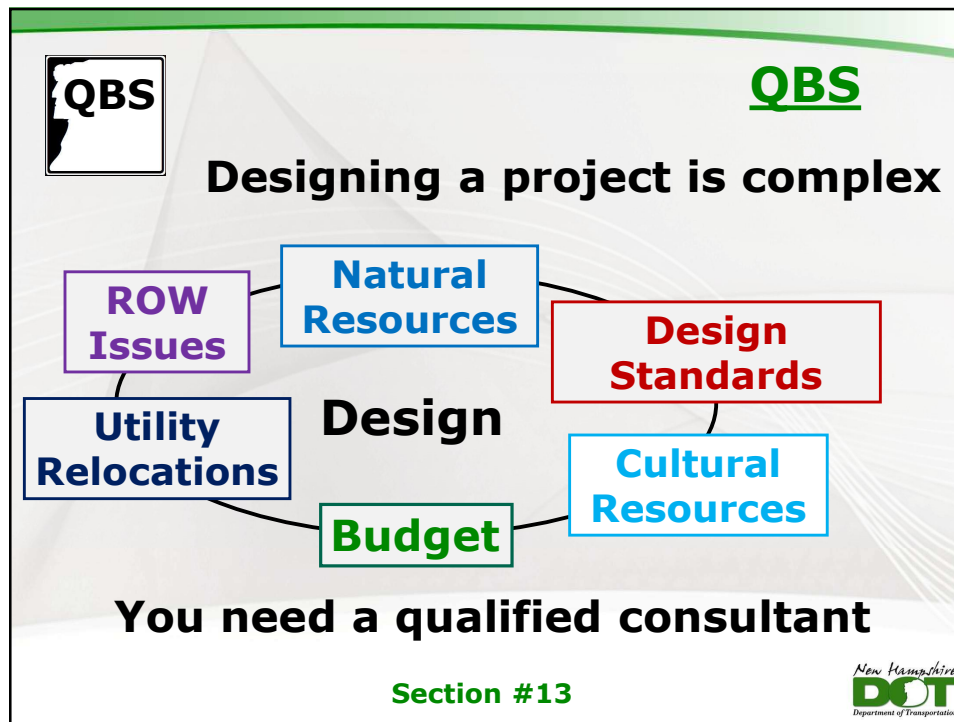 QBS
QBS
Designing a project is complex
Natural
Resources
ROW
Issues
Design
Standards
Utility
Relocations
Design
Cultural
Resources
Budget
You need a qualified consultant
Section #13
New Hampshire
DOT
Department of Transportation